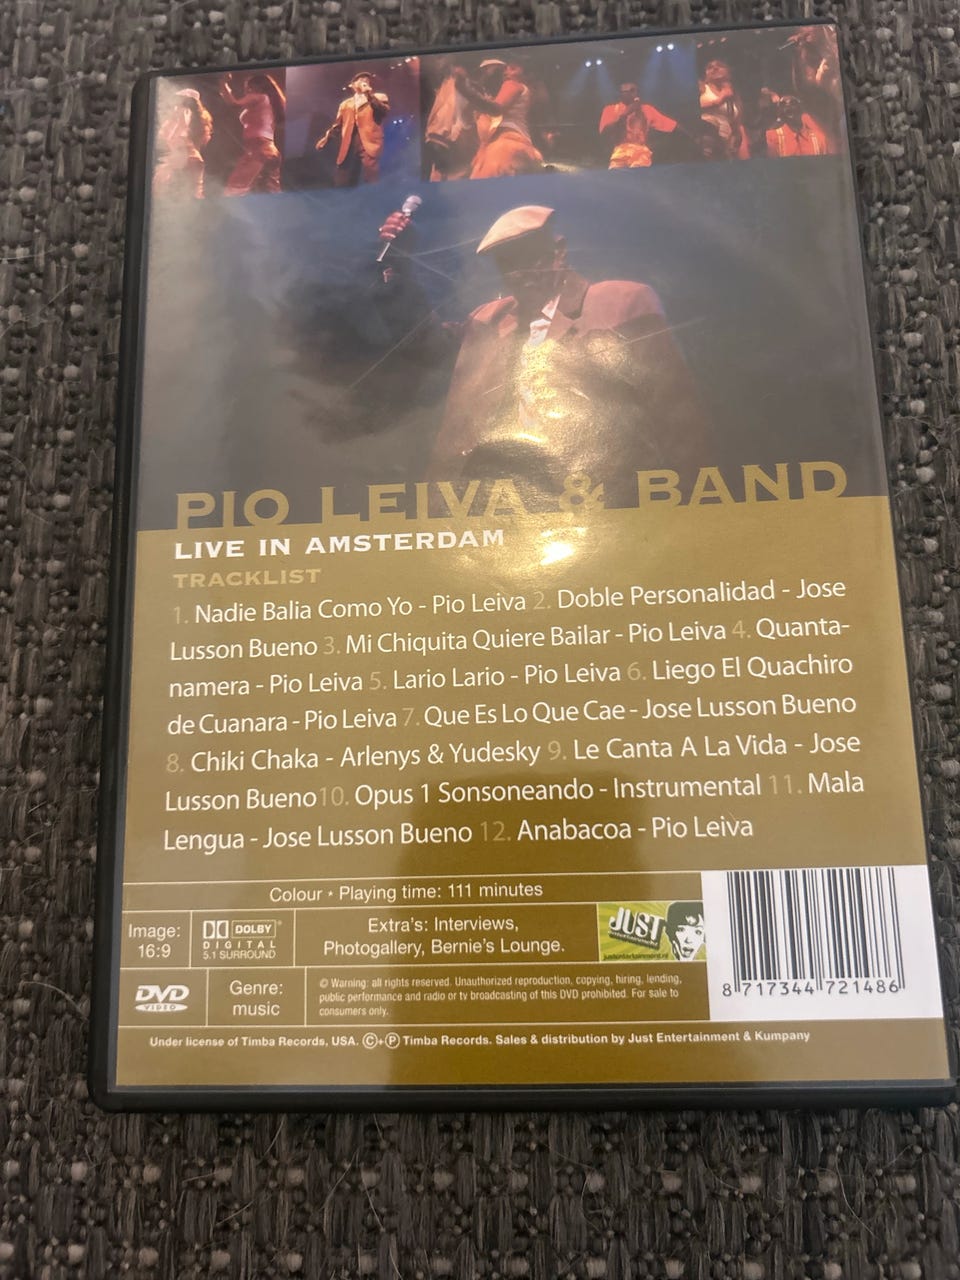 PIO LEIVA & BAND
LIVE IN AMSTERDAM
TRACKLIST
1. Nadie Balia Como Yo - Pio Leiva 2. Doble Personalidad - Jose
Lusson Bueno 3. Mi Chiquita Quiere Bailar - Pio Leiva 4. Quanta-
namera - Pio Leiva 5. Lario Lario - Pio Leiva 6. Liego El Quachiro
de Cuanara - Pio Leiva 7. Que Es Lo Que Cae - Jose Lusson Bueno
8. Chiki Chaka - Arlenys & Yudesky 9. Le Canta A La Vida - Jose
Lusson Bueno 10. Opus 1 Sonsoneando - Instrumental 11. Mala
Lengua - Jose Lusson Bueno 12. Anabacoa - Pio Leiva
Colour • Playing time: 111 minutes
Image:
16:9
DOLBY
DIGITAL
5.1 SURROUND
Extra's: Interviews,
Photogallery, Bernie's Lounge.
JUST
entertainment
justentertainment.nl
DVD
VIDEO
Genre:
music
© Warning: all rights reserved. Unauthorized reproduction, copying, hiring, lending,
public performance and radio or tv broadcasting of this DVD prohibited. For sale to
consumers only.
8 717344 721486
Under license of Timba Records, USA. ©+℗ Timba Records. Sales & distribution by Just Entertainment & Kumpany